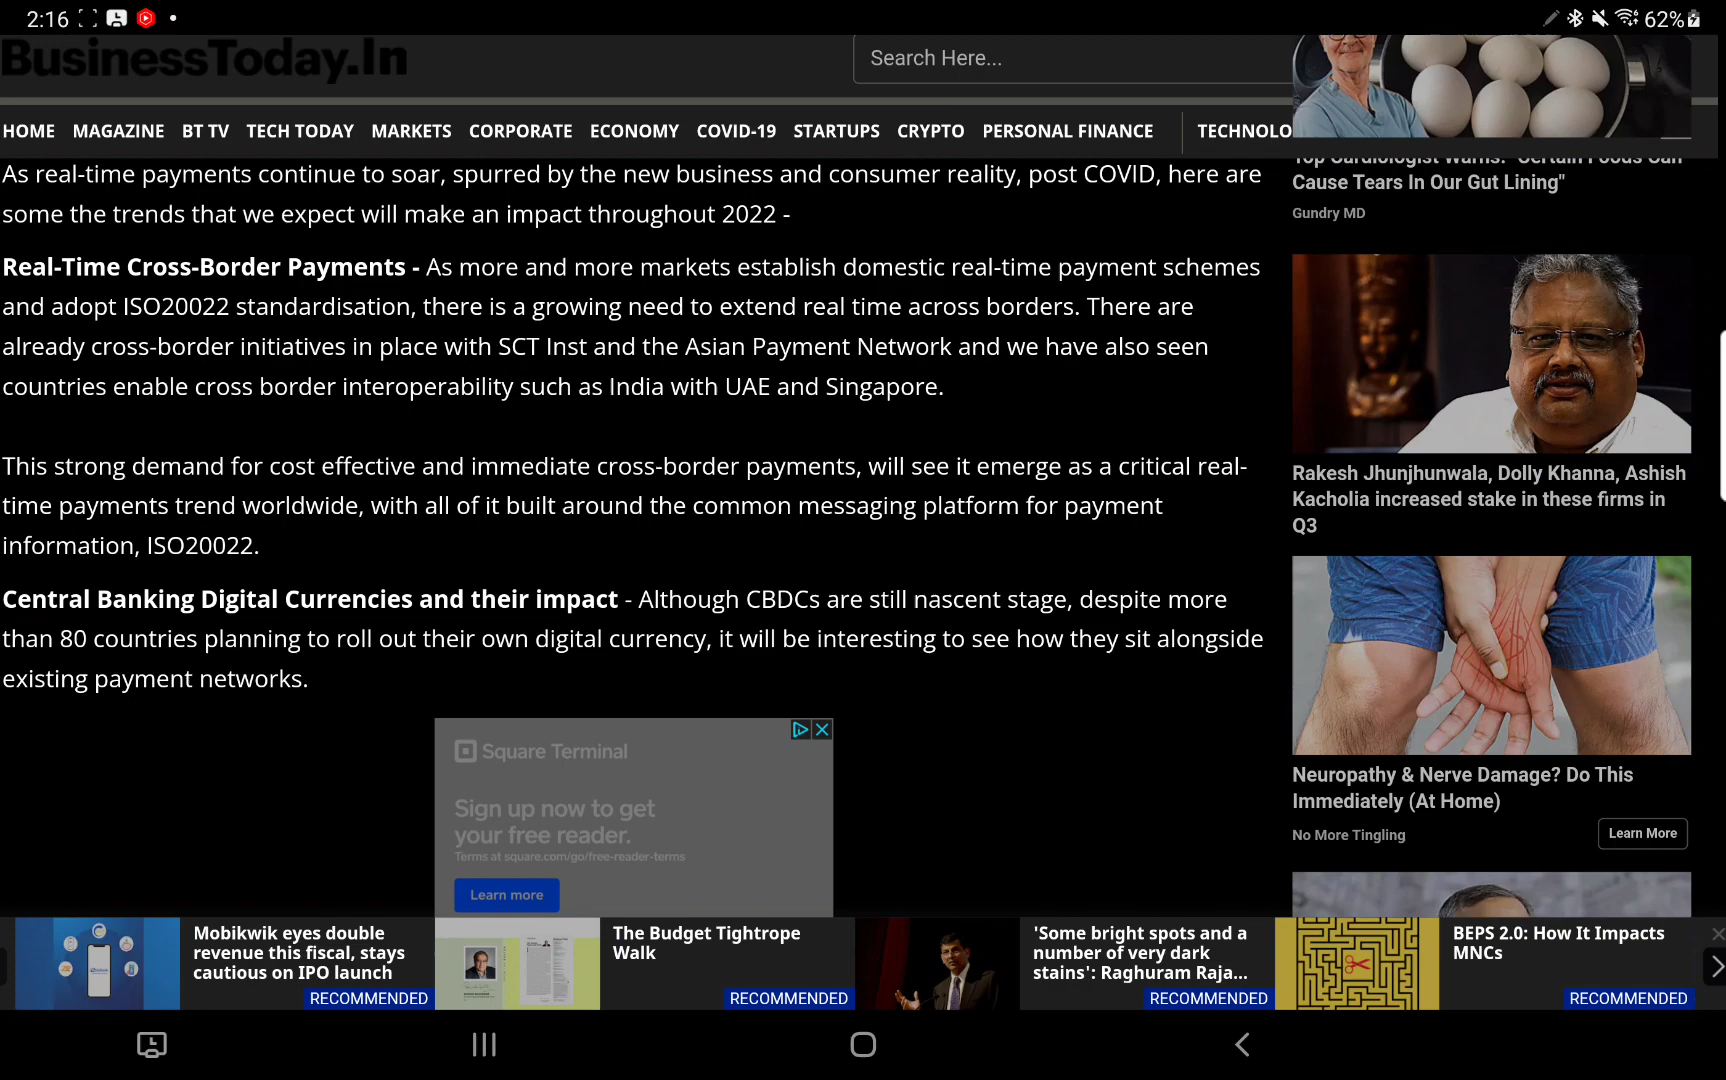 2:16
62%
BusinessToday.In
Search Here...
HOME MAGAZINE BT TV TECH TODAY MARKETS CORPORATE ECONOMY COVID-19 STARTUPS CRYPTO PERSONAL FINANCE TECHNOLO
As real-time payments continue to soar, spurred by the new business and consumer reality, post COVID, here are
some the trends that we expect will make an impact throughout 2022 -
Real-Time Cross-Border Payments - As more and more markets establish domestic real-time payment schemes
and adopt ISO20022 standardisation, there is a growing need to extend real time across borders. There are
already cross-border initiatives in place with SCT Inst and the Asian Payment Network and we have also seen
countries enable cross border interoperability such as India with UAE and Singapore.
This strong demand for cost effective and immediate cross-border payments, will see it emerge as a critical real-
time payments trend worldwide, with all of it built around the common messaging platform for payment
information, ISO20022.
Central Banking Digital Currencies and their impact - Although CBDCs are still nascent stage, despite more
than 80 countries planning to roll out their own digital currency, it will be interesting to see how they sit alongside
existing payment networks.
Square Terminal
Sign up now to get
your free reader.
Terms at square.com/go/free-reader-terms
Learn more
Top Cardiologist Warns: "Certain Foods Can
Cause Tears In Our Gut Lining"
Gundry MD
Rakesh Jhunjhunwala, Dolly Khanna, Ashish
Kacholia increased stake in these firms in
Q3
Neuropathy & Nerve Damage? Do This
Immediately (At Home)
No More Tingling
Learn More
Mobikwik eyes double
revenue this fiscal, stays
cautious on IPO launch
RECOMMENDED
The Budget Tightrope
Walk
RECOMMENDED
'Some bright spots and a
number of very dark
stains': Raghuram Raja...
RECOMMENDED
BEPS 2.0: How It Impacts
MNCs
RECOMMENDED